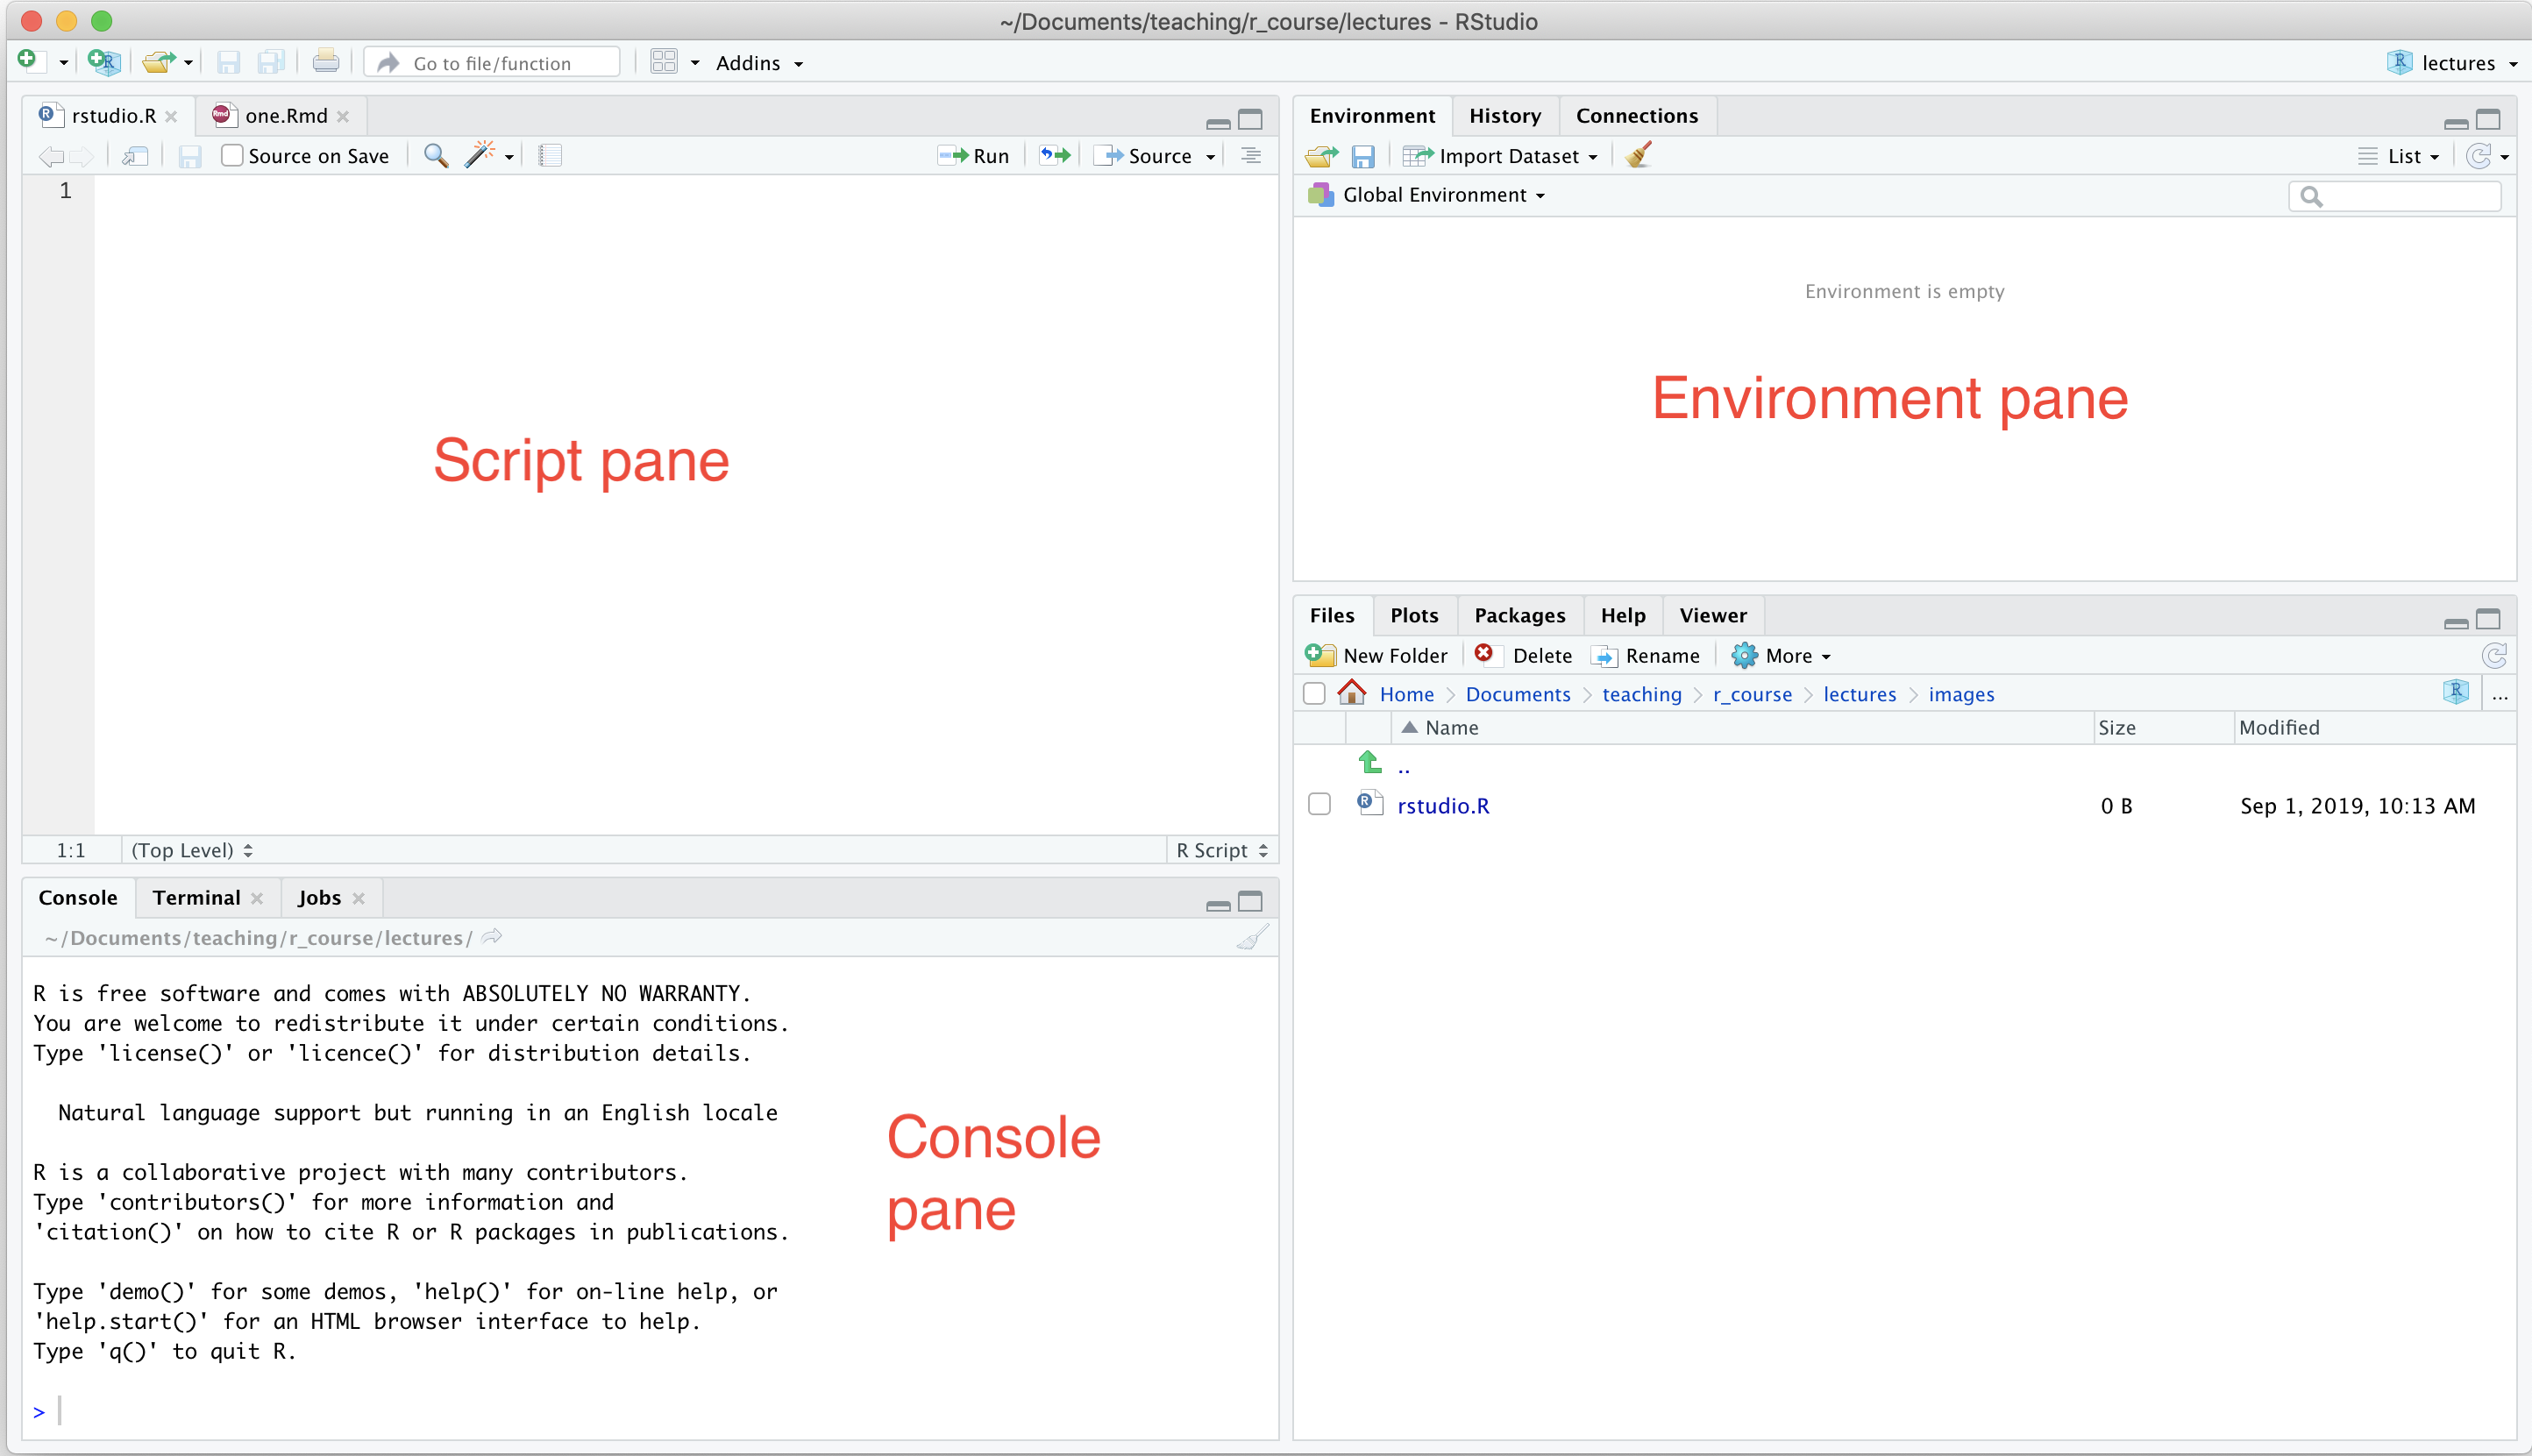 ~/Documents/teaching/r_course/lectures - RStudio
Go to file/function
Addins
lectures
rstudio.R
one.Rmd
Source on Save
Run
Source
1
Script pane
1:1
(Top Level)
R Script
Console
Terminal
Jobs
~/Documents/teaching/r_course/lectures/
R is free software and comes with ABSOLUTELY NO WARRANTY.
You are welcome to redistribute it under certain conditions.
Type 'license()' or 'licence()' for distribution details.
Natural language support but running in an English locale
R is a collaborative project with many contributors.
Type 'contributors()' for more information and
'citation()' on how to cite R or R packages in publications.
Type 'demo()' for some demos, 'help()' for on-line help, or
'help.start()' for an HTML browser interface to help.
Type 'q()' to quit R.
>
Console
pane
Environment
History
Connections
Import Dataset
List
Global Environment
Environment is empty
Environment pane
Files
Plots
Packages
Help
Viewer
New Folder
Delete
Rename
More
Home
Documents
teaching
r_course
lectures
images
...
Name
Size
Modified
..
rstudio.R
0 B
Sep 1, 2019, 10:13 AM